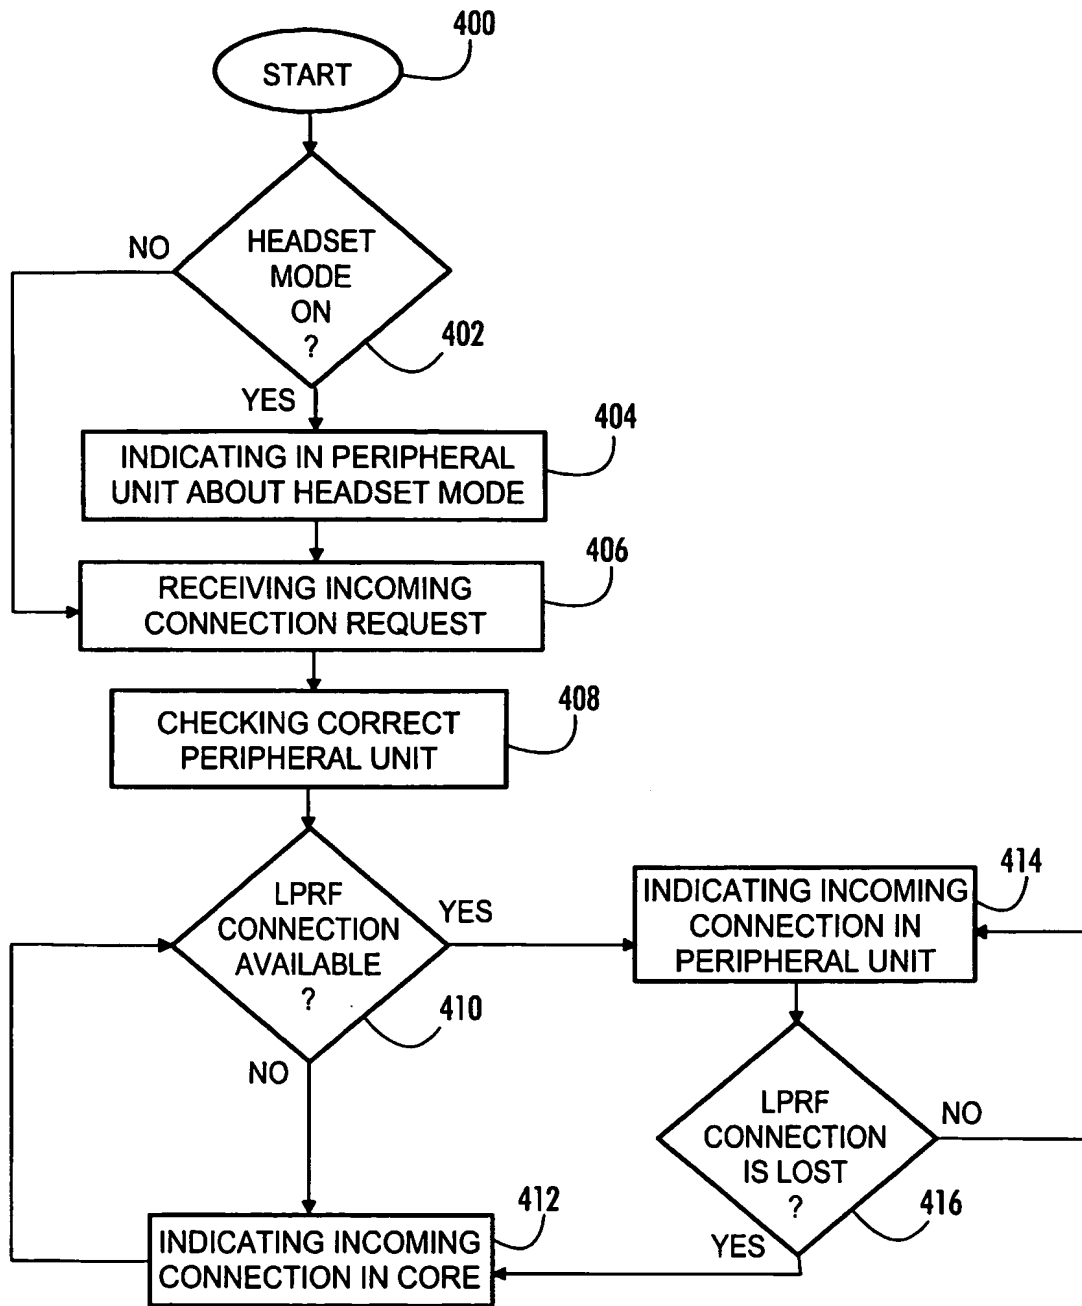 400
START
NO
HEADSET
MODE
ON
?
402
YES
404
INDICATING IN PERIPHERAL
UNIT ABOUT HEADSET MODE
406
RECEIVING INCOMING
CONNECTION REQUEST
408
CHECKING CORRECT
PERIPHERAL UNIT
LPRF
CONNECTION
AVAILABLE
?
YES
410
NO
414
INDICATING INCOMING
CONNECTION IN
PERIPHERAL UNIT
LPRF
CONNECTION
IS LOST
?
NO
416
YES
412
INDICATING INCOMING
CONNECTION IN CORE